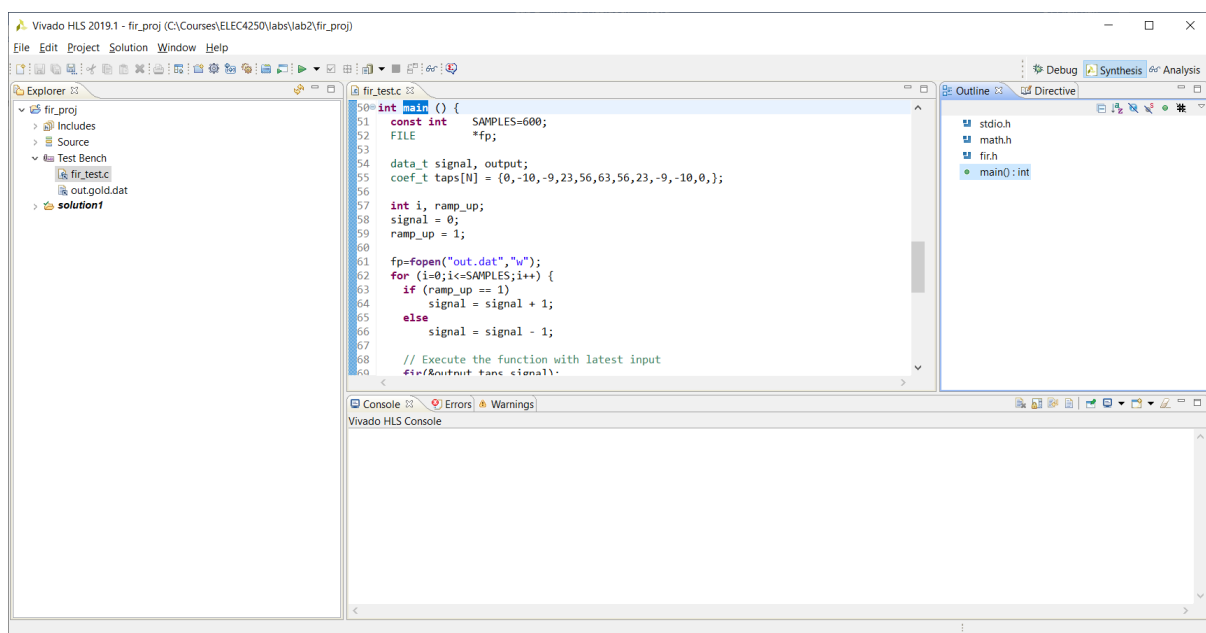 Vivado HLS 2019.1 - fir_proj (C:\Courses\ELEC4250\labs\lab2\fir_proj)
File Edit Project Solution Window Help
Debug Synthesis Analysis
Explorer
fir_proj
Includes
Source
Test Bench
fir_test.c
out.gold.dat
solution1
fir_test.c
50 int main () {
51 const int SAMPLES=600;
52 FILE *fp;
53
54 data_t signal, output;
55 coef_t taps[N] = {0,-10,-9,23,56,63,56,23,-9,-10,0,};
56
57 int i, ramp_up;
58 signal = 0;
59 ramp_up = 1;
60
61 fp=fopen("out.dat","w");
62 for (i=0;i<=SAMPLES;i++) {
63 if (ramp_up == 1)
64 signal = signal + 1;
65 else
66 signal = signal - 1;
67
68 // Execute the function with latest input
69 fir(&output,taps,signal);
Outline Directive
stdio.h
math.h
fir.h
main() : int
Console Errors Warnings
Vivado HLS Console